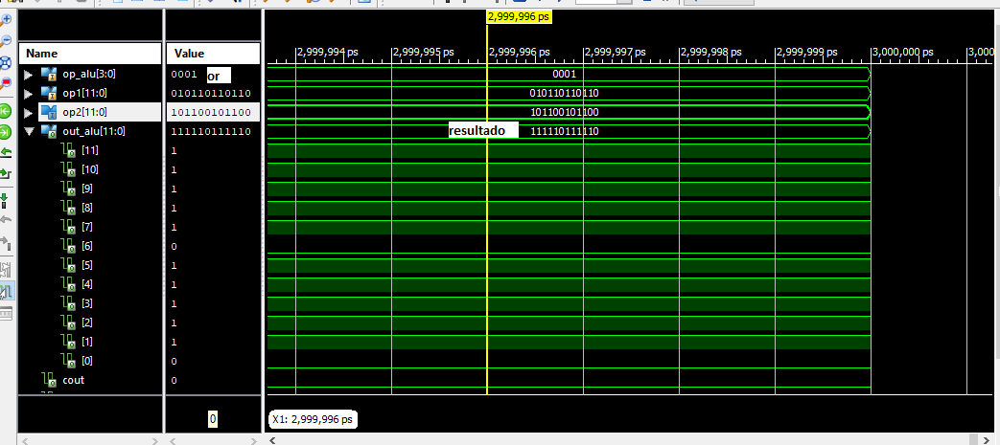 2,999,996 ps
Name Value
2,999,994 ps 2,999,995 ps 2,999,996 ps 2,999,997 ps 2,999,998 ps 2,999,999 ps 3,000,000 ps 3,000,
op_alu[3:0] 0001 or 0001
op1[11:0] 010110110110 010110110110
op2[11:0] 101100101100 101100101100
out_alu[11:0] 111110111110 resultado 111110111110
[11] 1
[10] 1
[9] 1
[8] 1
[7] 1
[6] 0
[5] 1
[4] 1
[3] 1
[2] 1
[1] 1
[0] 0
cout 0
0 X1: 2,999,996 ps